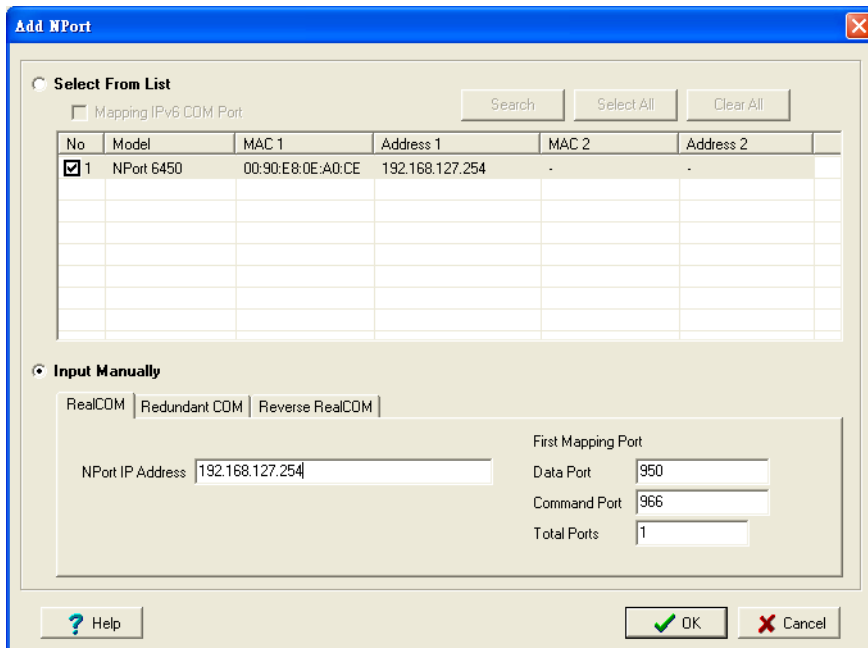 Add NPort
Select From List
Mapping IPv6 COM Port
Search Select All Clear All
No Model MAC 1 Address 1 MAC 2 Address 2
1 NPort 6450 00:90:E8:0E:A0:CE 192.168.127.254 - -
Input Manually
RealCOM Redundant COM Reverse RealCOM
First Mapping Port
NPort IP Address 192.168.127.254 Data Port 950
Command Port 966
Total Ports 1
? Help OK Cancel